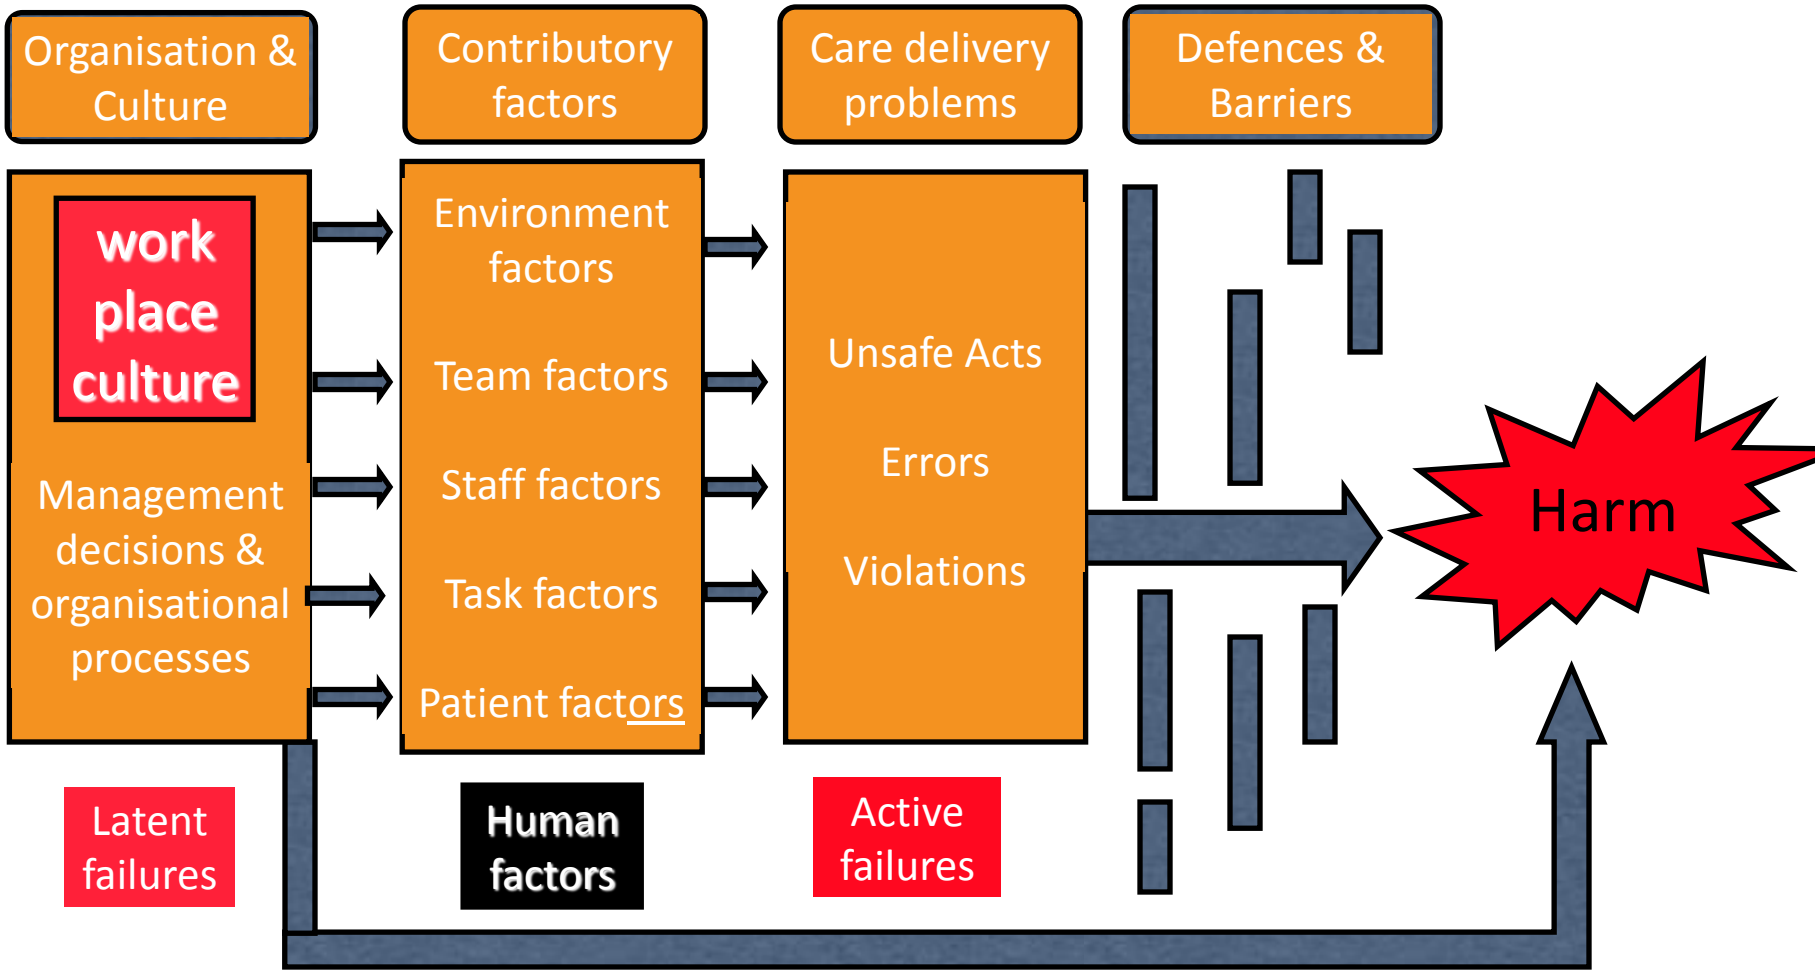 Organisation &
Culture
Contributory
factors
Care delivery
problems
Defences &
Barriers
work
place
culture
Management
decisions &
organisational
processes
Environment
factors
Team factors
Staff factors
Task factors
Patient factors
Unsafe Acts
Errors
Violations
Harm
Latent
failures
Human
factors
Active
failures